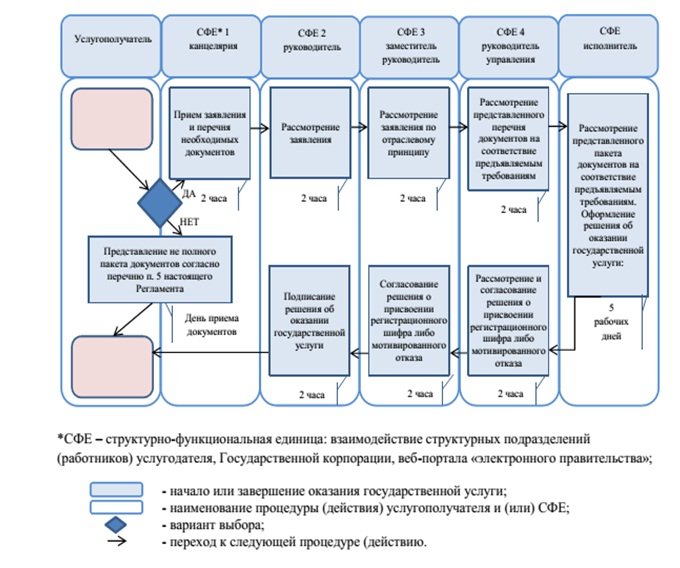 Услугополучатель
СФЕ* 1
канцелярия
СФЕ 2
руководитель
СФЕ 3
заместитель
руководитель
СФЕ 4
руководитель
управления
СФЕ
исполнитель
Прием заявления
и перечня
необходимых
документов
Рассмотрение
заявления
Рассмотрение
заявления по
отраслевому
принципу
Рассмотрение
представленного
перечня
документов на
соответствие
предъявляемым
требованиям
Рассмотрение
представленного
пакета
документов на
соответствие
предъявляемым
требованиям.
Оформление
решения об
оказании
государственной
услуги:
ДА
2 часа
2 часа
2 часа
2 часа
НЕТ
Представление не полного
пакета документов согласно
перечню п. 5 настоящего
Регламента
День приема
документов
Подписание
решения об
оказании
государственной
услуги
Согласование
решения о
присвоении
регистрационного
шифра либо
мотивированного
отказа
Рассмотрение и
согласование
решения о
присвоении
регистрационного
шифра либо
мотивированного
отказа
5
рабочих
дней
2 часа
2 часа
2 часа
*СФЕ – структурно-функциональная единица: взаимодействие структурных подразделений
(работников) услугодателя, Государственной корпорации, веб-портала «электронного правительства»;
- начало или завершение оказания государственной услуги;
- наименование процедуры (действия) услугополучателя и (или) СФЕ;
- вариант выбора;
- переход к следующей процедуре (действию.